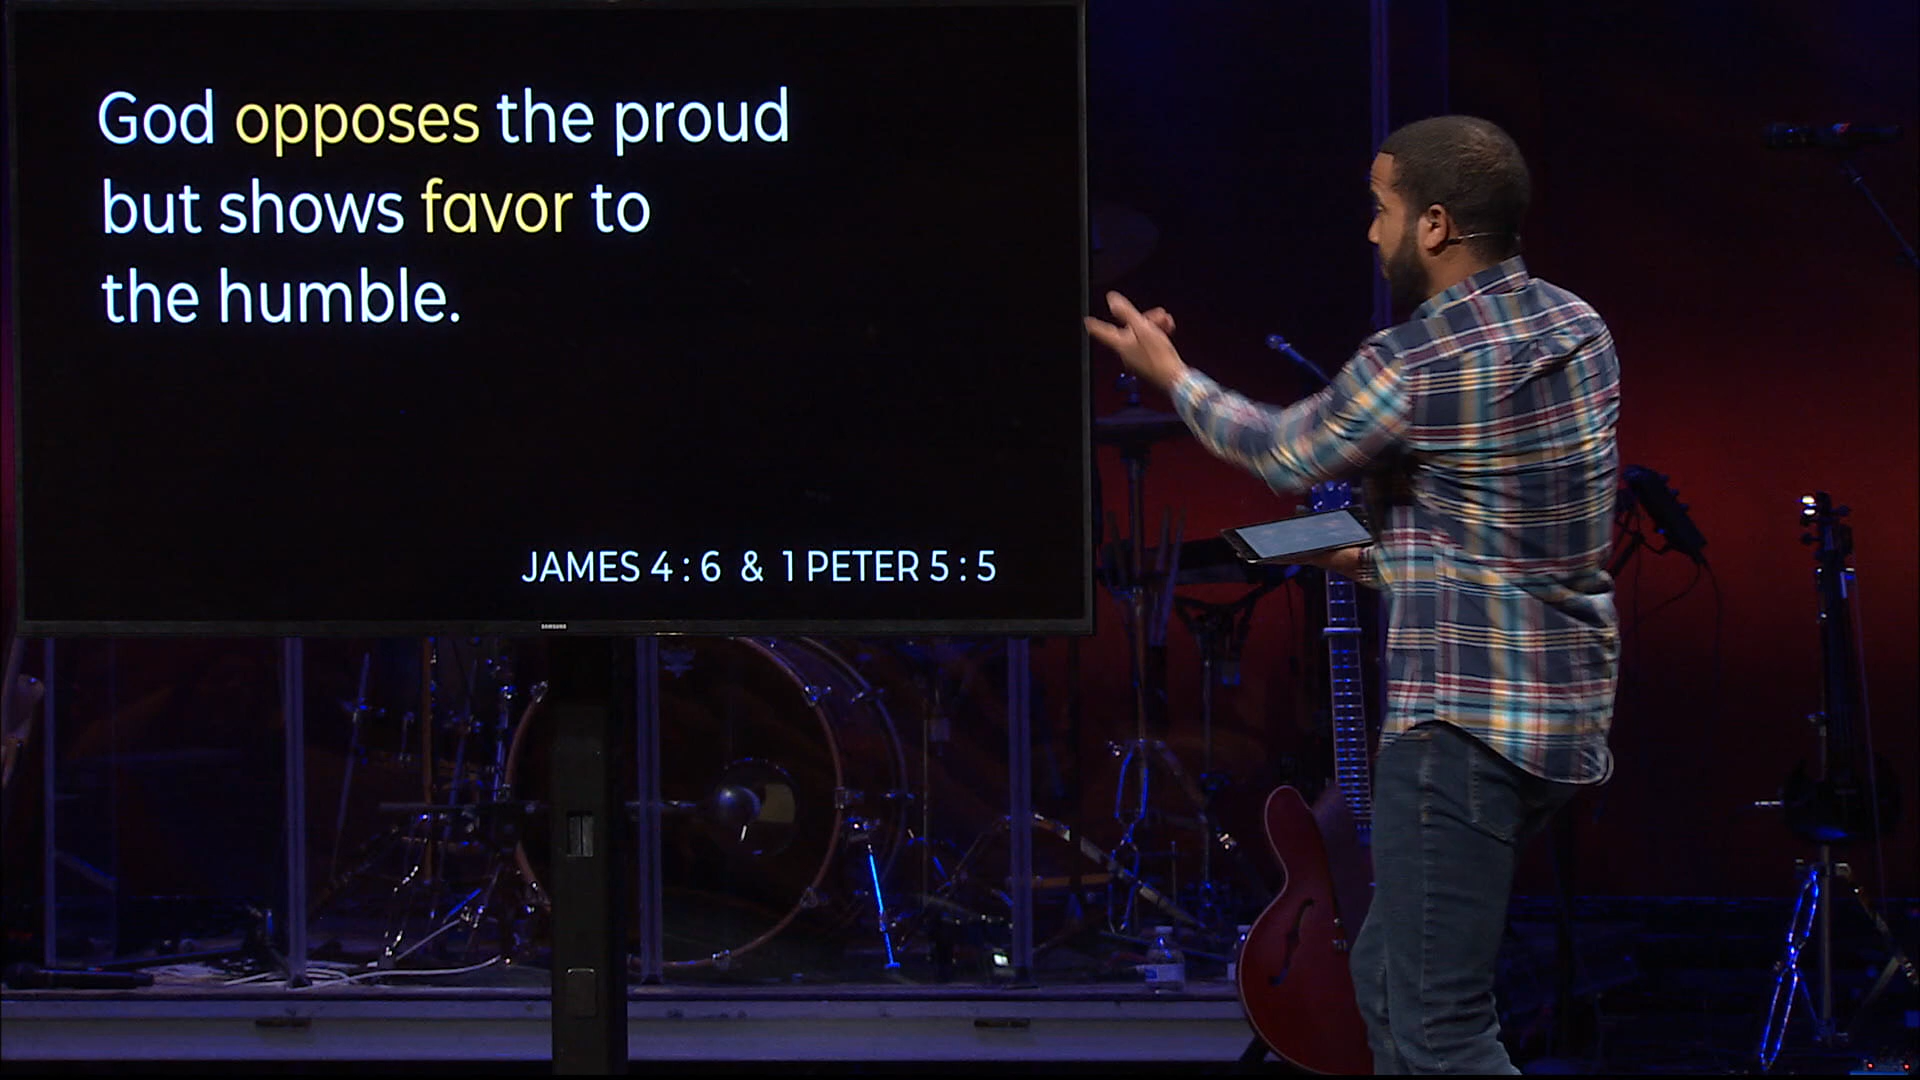 God opposes the proud
but shows favor to
the humble.
JAMES 4:6 & 1 PETER 5:5
SAMSUNG